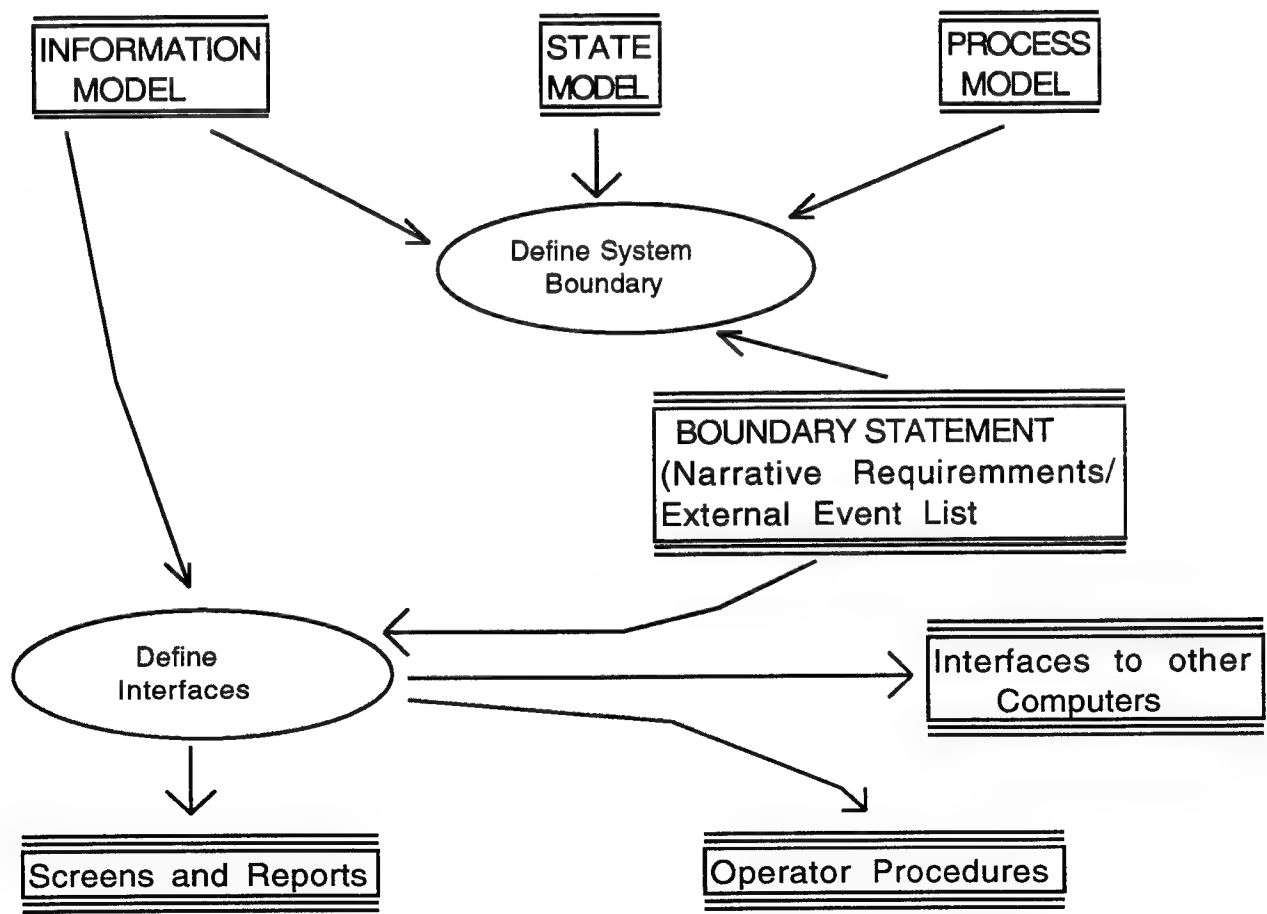 INFORMATION
MODEL
STATE
MODEL
PROCESS
MODEL
Define System
Boundary
BOUNDARY STATEMENT
(Narrative Requiremments/
External Event List
Define
Interfaces
Interfaces to other
Computers
Screens and Reports
Operator Procedures